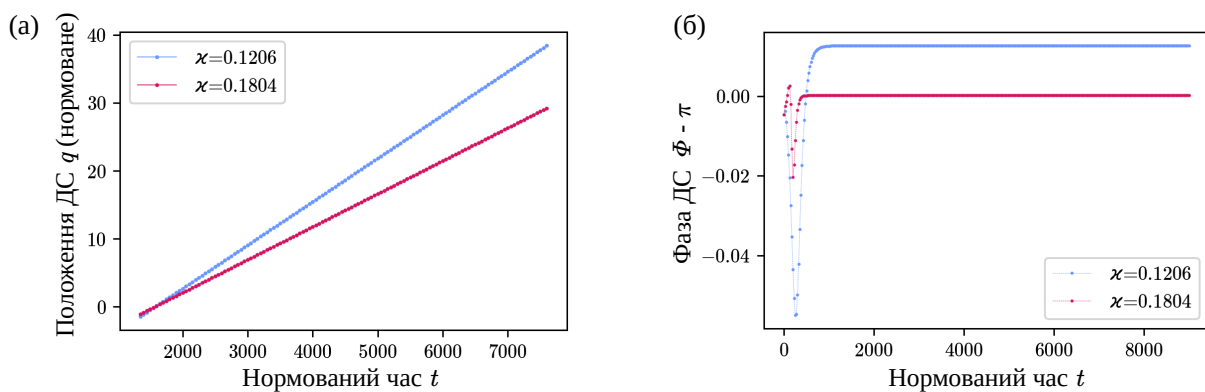 (а)
Положення ДС q (нормоване)
40
30
20
10
0
ϰ=0.1206
ϰ=0.1804
2000 3000 4000 5000 6000 7000
Нормований час t
(б)
Фаза ДС Φ - π
0.00
−0.02
−0.04
ϰ=0.1206
ϰ=0.1804
0 2000 4000 6000 8000
Нормований час t